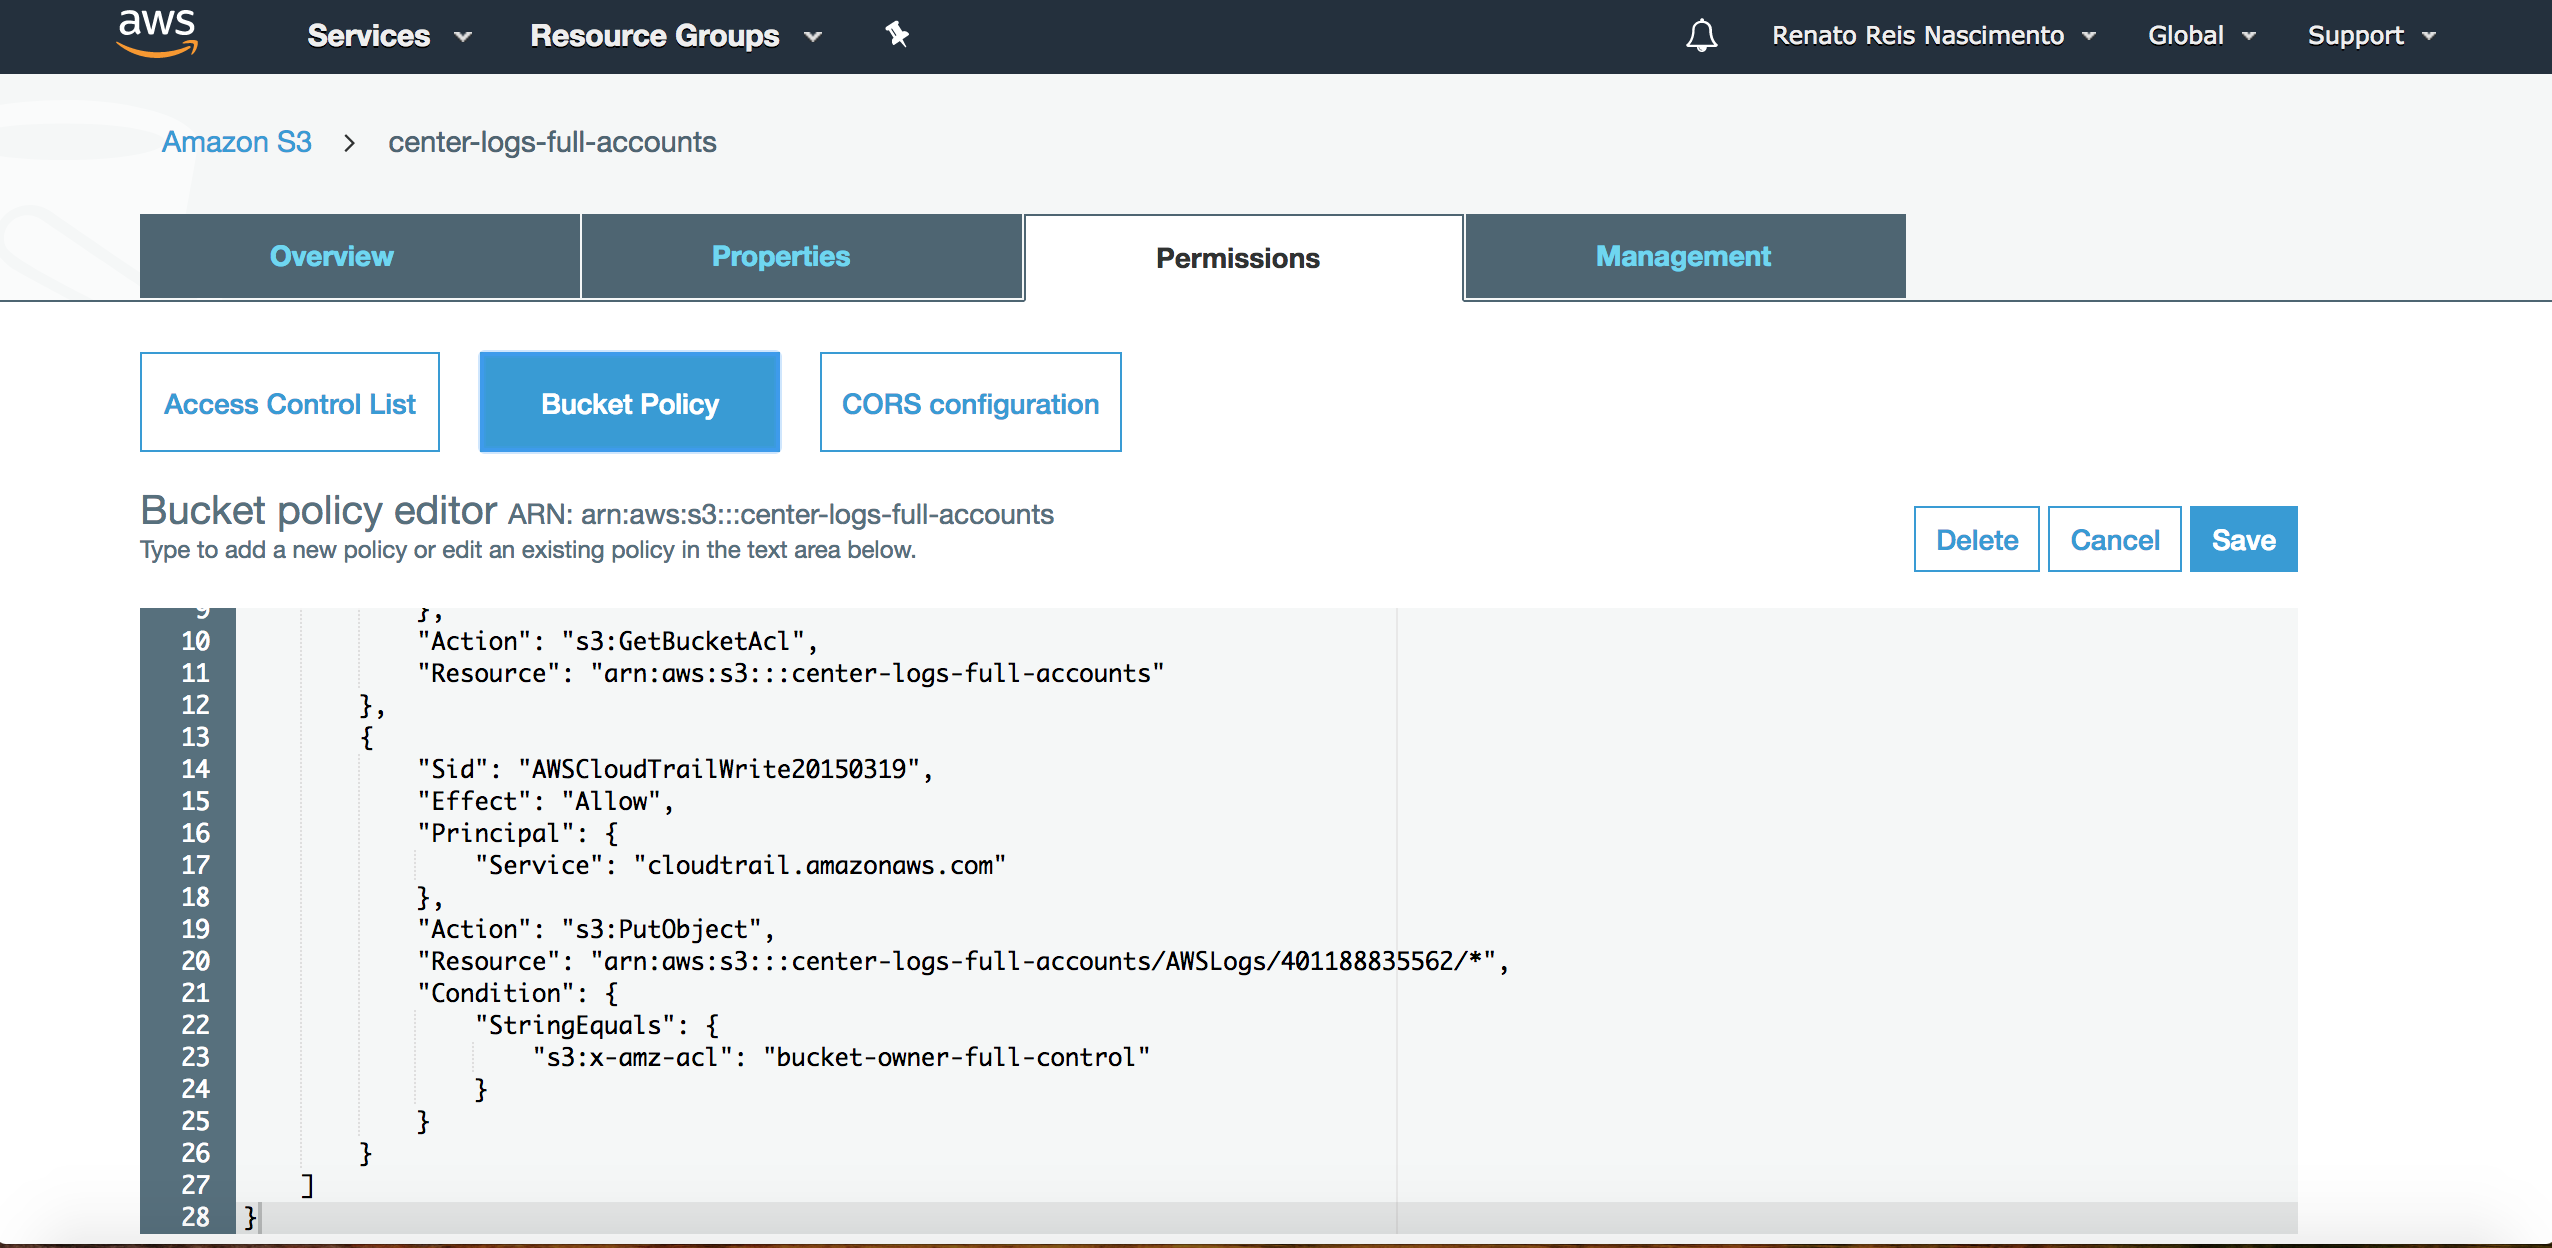 aws Services Resource Groups Renato Reis Nascimento Global Support
Amazon S3 > center-logs-full-accounts
Overview Properties Permissions Management
Access Control List Bucket Policy CORS configuration
Bucket policy editor ARN: arn:aws:s3:::center-logs-full-accounts
Type to add a new policy or edit an existing policy in the text area below.
Delete Cancel Save
9 },
10 "Action": "s3:GetBucketAcl",
11 "Resource": "arn:aws:s3:::center-logs-full-accounts"
12 },
13 {
14 "Sid": "AWSCloudTrailWrite20150319",
15 "Effect": "Allow",
16 "Principal": {
17 "Service": "cloudtrail.amazonaws.com"
18 },
19 "Action": "s3:PutObject",
20 "Resource": "arn:aws:s3:::center-logs-full-accounts/AWSLogs/401188835562/*",
21 "Condition": {
22 "StringEquals": {
23 "s3:x-amz-acl": "bucket-owner-full-control"
24 }
25 }
26 }
27 ]
28 }